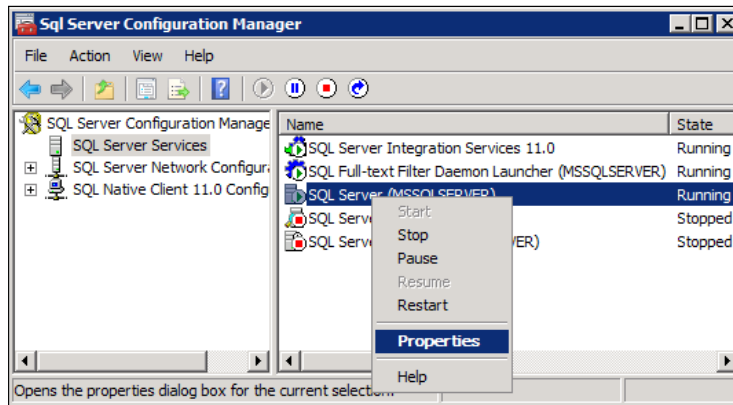 Sql Server Configuration Manager
File Action View Help
SQL Server Configuration Manage
SQL Server Services
SQL Server Network Configur
SQL Native Client 11.0 Config
Name State
SQL Server Integration Services 11.0 Running
SQL Full-text Filter Daemon Launcher (MSSQLSERVER) Running
SQL Server (MSSQLSERVER) Running
SQL Serv Stopped
SQL Serve ER) Stopped
Start
Stop
Pause
Resume
Restart
Properties
Help
Opens the properties dialog box for the current selection.